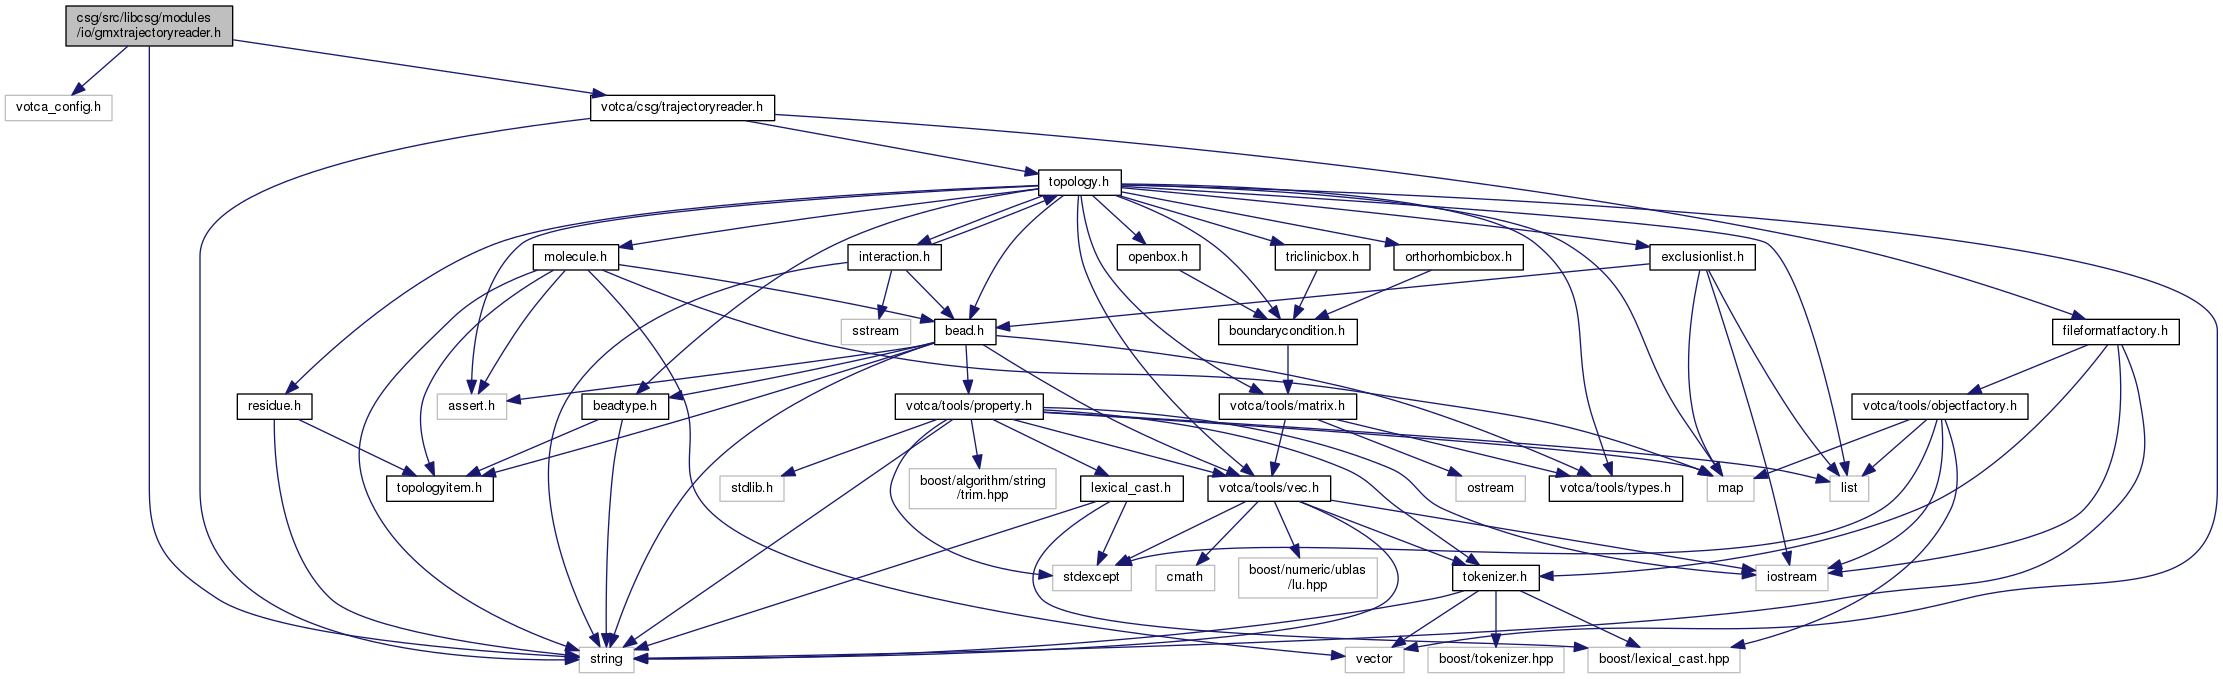 csg/src/libcsg/modules
/io/gmxtrajectoryreader.h
votca_config.h
votca/csg/trajectoryreader.h
topology.h
molecule.h
interaction.h
openbox.h
triclinicbox.h
orthorhombicbox.h
exclusionlist.h
sstream
bead.h
boundarycondition.h
fileformatfactory.h
residue.h
assert.h
beadtype.h
votca/tools/property.h
votca/tools/matrix.h
votca/tools/objectfactory.h
topologyitem.h
stdlib.h
boost/algorithm/string
/trim.hpp
lexical_cast.h
votca/tools/vec.h
ostream
votca/tools/types.h
map
list
stdexcept
cmath
boost/numeric/ublas
/lu.hpp
tokenizer.h
iostream
string
vector
boost/tokenizer.hpp
boost/lexical_cast.hpp